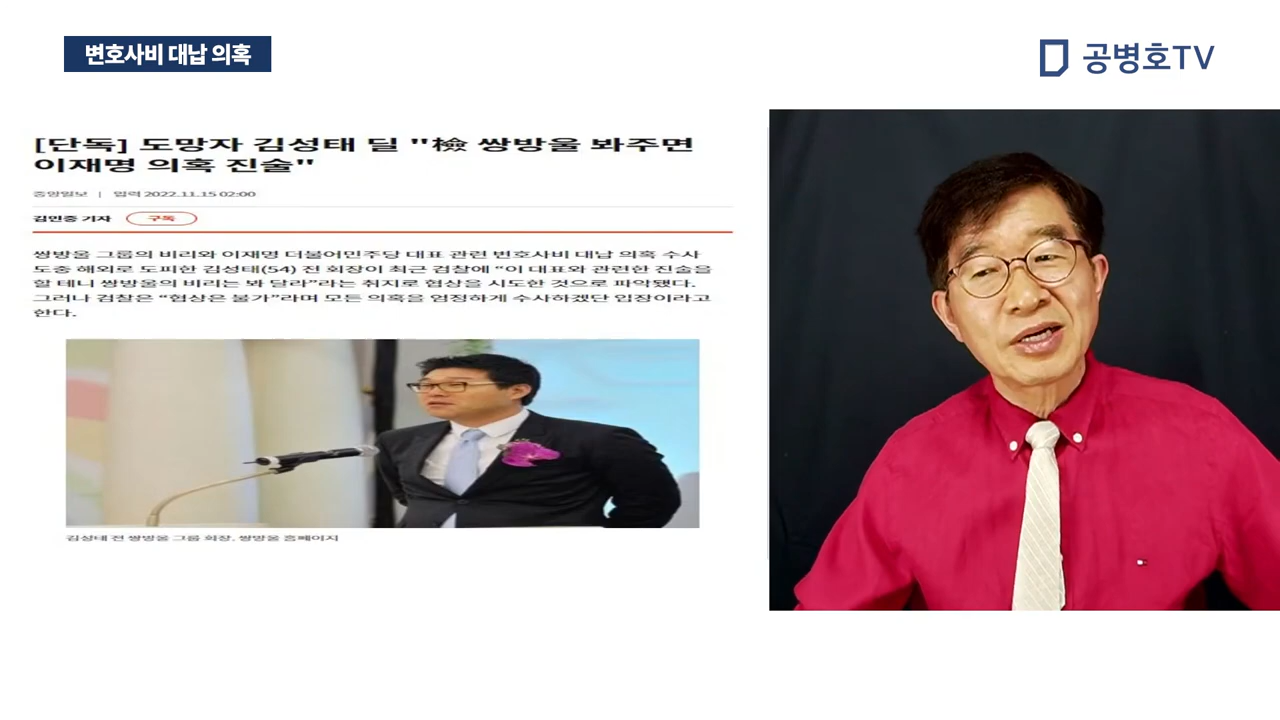 변호사비 대납 의혹
공병호TV
[단독] 도망자 김성태 딜 "檢 쌍방울 봐주면
이재명 의혹 진술"
중앙일보 | 입력 2022.11.15 02:00
김민중 기자 구독
쌍방울 그룹의 비리와 이재명 더불어민주당 대표 관련 변호사비 대납 의혹 수사
도중 해외로 도피한 김성태(54) 전 회장이 최근 검찰에 “이 대표와 관련한 진술을
할 테니 쌍방울의 비리는 봐 달라”라는 취지로 협상을 시도한 것으로 파악됐다.
그러나 검찰은 “협상은 불가”라며 모든 의혹을 엄정하게 수사하겠단 입장이라고
한다.
김성태 전 쌍방울 그룹 회장. 쌍방울 홈페이지